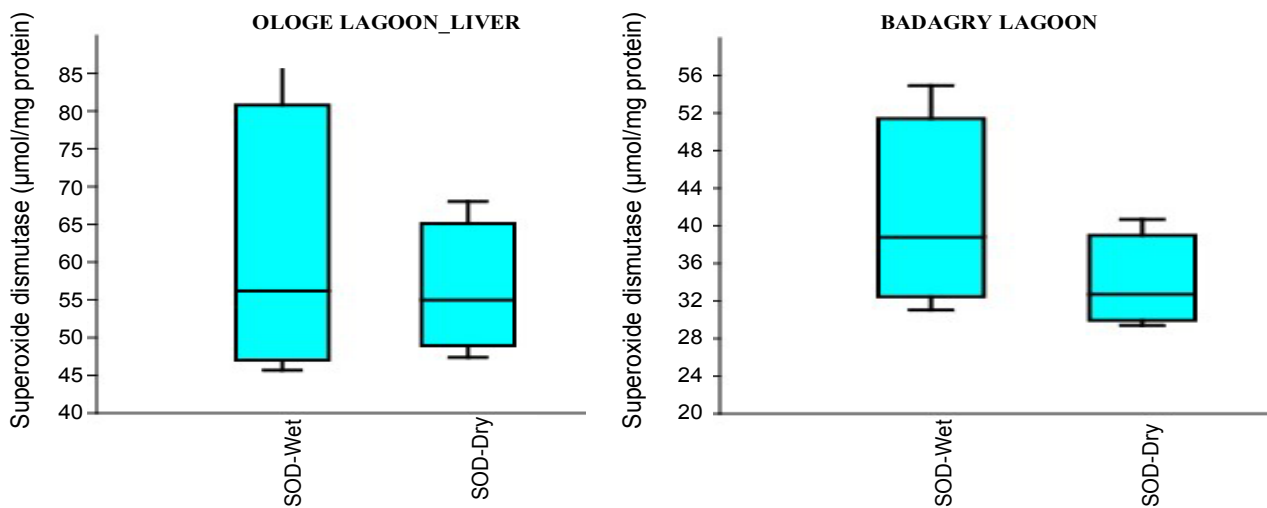 OLOGE LAGOON_LIVER
Superoxide dismutase (µmol/mg protein)
85
80
75
70
65
60
55
50
45
40
SOD-Wet
SOD-Dry
BADAGRY LAGOON
Superoxide dismutase (µmol/mg protein)
56
52
48
44
40
36
32
28
24
20
SOD-Wet
SOD-Dry